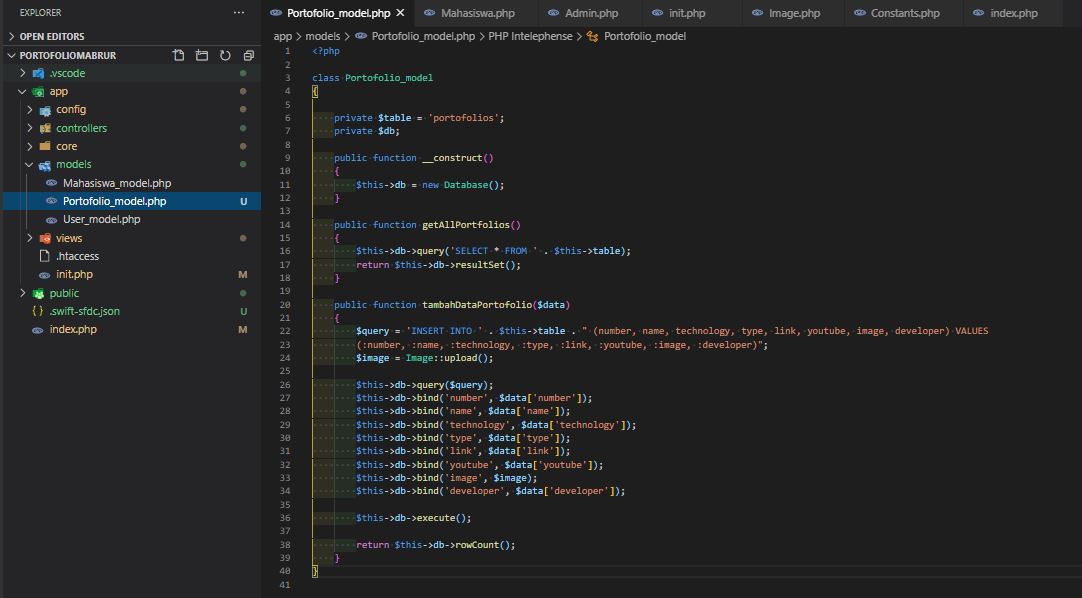 EXPLORER
OPEN EDITORS
PORTOFOLIOMABRUR
.vscode
app
config
controllers
core
models
Mahasiswa_model.php
Portofolio_model.php U
User_model.php
views
.htaccess
init.php M
public
{} .swift-sfdc.json U
index.php M
Portofolio_model.php Mahasiswa.php Admin.php init.php Image.php Constants.php index.php
app > models > Portofolio_model.php > PHP Intelephense > Portofolio_model
1 <?php
2
3 class Portofolio_model
4 {
5
6 private $table = 'portofolios';
7 private $db;
8
9 public function __construct()
10 {
11 $this->db = new Database();
12 }
13
14 public function getAllPortfolios()
15 {
16 $this->db->query('SELECT * FROM ' . $this->table);
17 return $this->db->resultSet();
18 }
19
20 public function tambahDataPortofolio($data)
21 {
22 $query = 'INSERT INTO ' . $this->table . " (number, name, technology, type, link, youtube, image, developer) VALUES
23 (:number, :name, :technology, :type, :link, :youtube, :image, :developer)";
24 $image = Image::upload();
25
26 $this->db->query($query);
27 $this->db->bind('number', $data['number']);
28 $this->db->bind('name', $data['name']);
29 $this->db->bind('technology', $data['technology']);
30 $this->db->bind('type', $data['type']);
31 $this->db->bind('link', $data['link']);
32 $this->db->bind('youtube', $data['youtube']);
33 $this->db->bind('image', $image);
34 $this->db->bind('developer', $data['developer']);
35
36 $this->db->execute();
37
38 return $this->db->rowCount();
39 }
40 }
41